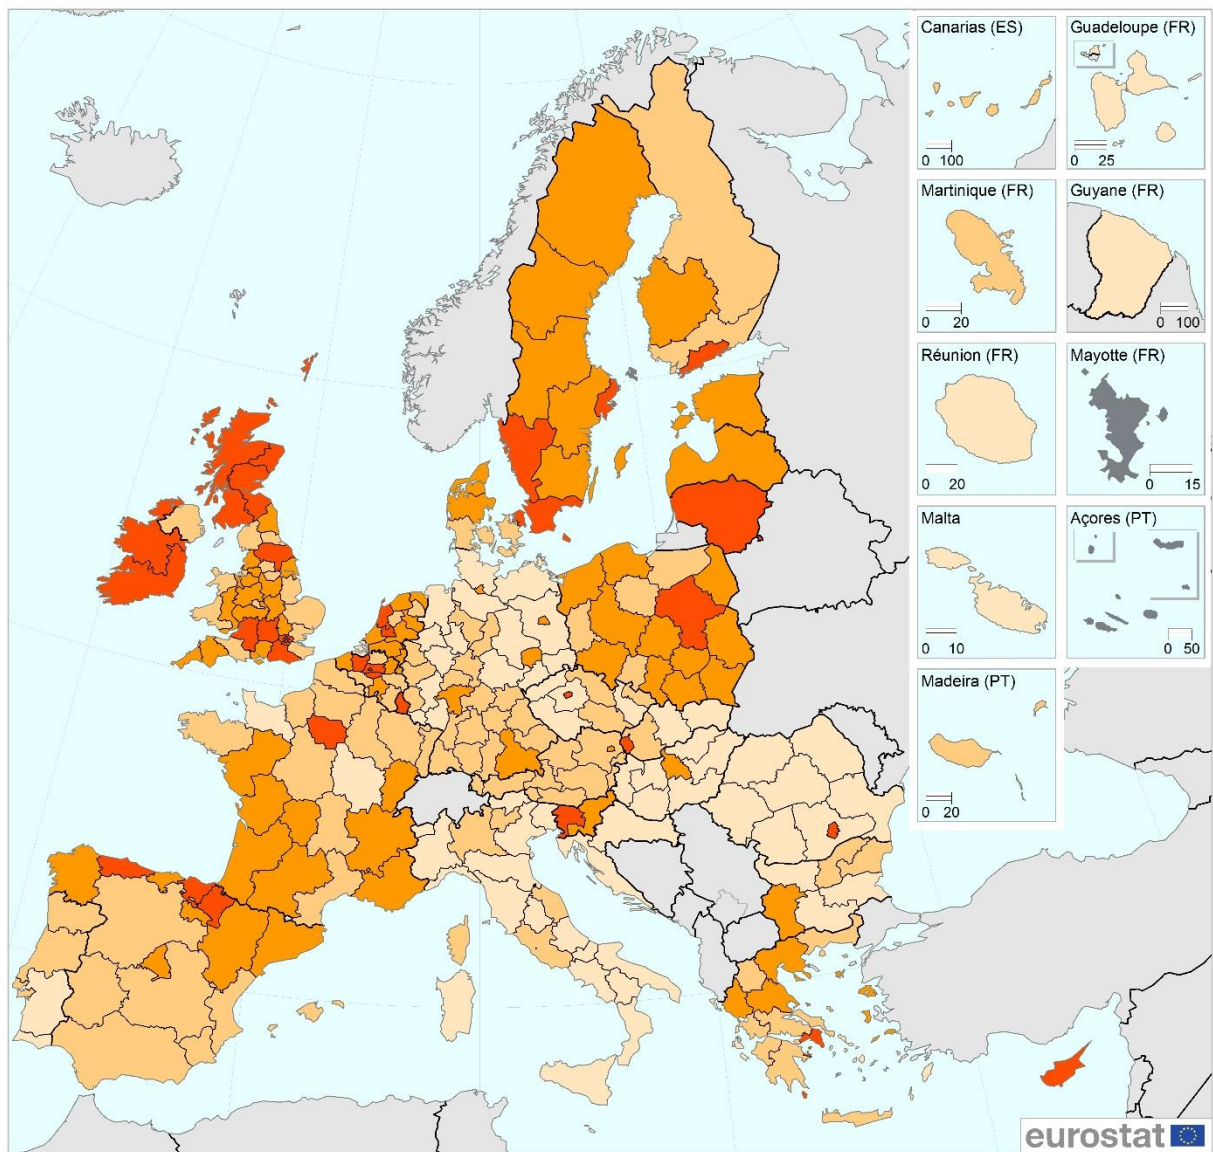 Canarias (ES)
0 100
Guadeloupe (FR)
0 25
Martinique (FR)
0 20
Guyane (FR)
0 100
Réunion (FR)
0 20
Mayotte (FR)
0 15
Malta
0 10
Açores (PT)
0 50
Madeira (PT)
0 20
eurostat